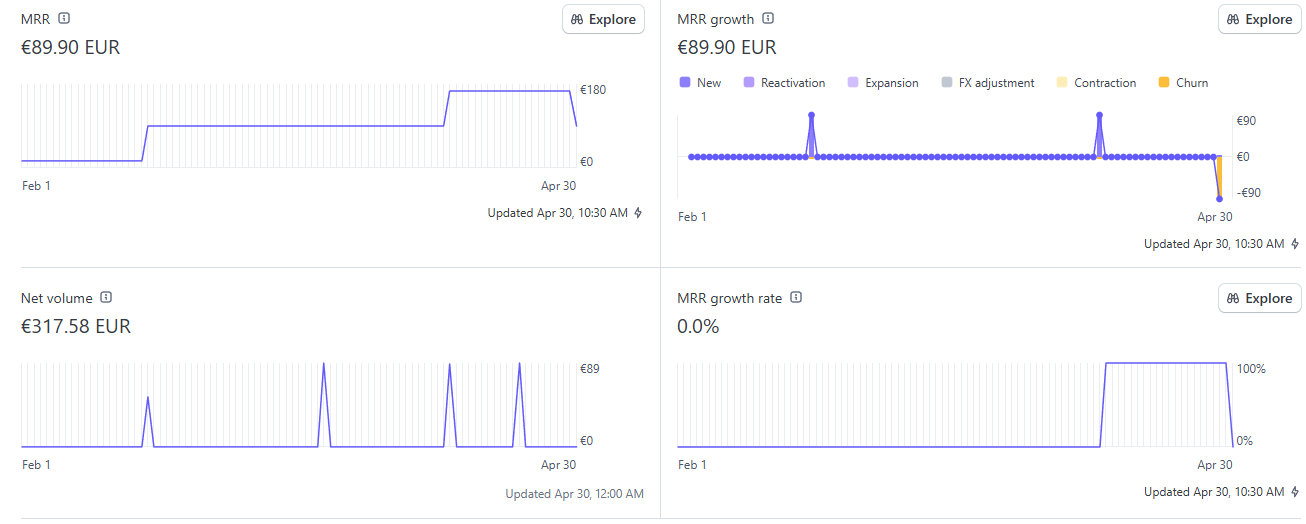 MRR
Explore
€89.90 EUR
€180
€0
Feb 1
Apr 30
Updated Apr 30, 10:30 AM
MRR growth
Explore
€89.90 EUR
New Reactivation Expansion FX adjustment Contraction Churn
€90
€0
-€90
Feb 1
Apr 30
Updated Apr 30, 10:30 AM
Net volume
€317.58 EUR
€89
€0
Feb 1
Apr 30
Updated Apr 30, 12:00 AM
MRR growth rate
Explore
0.0%
100%
0%
Feb 1
Apr 30
Updated Apr 30, 10:30 AM